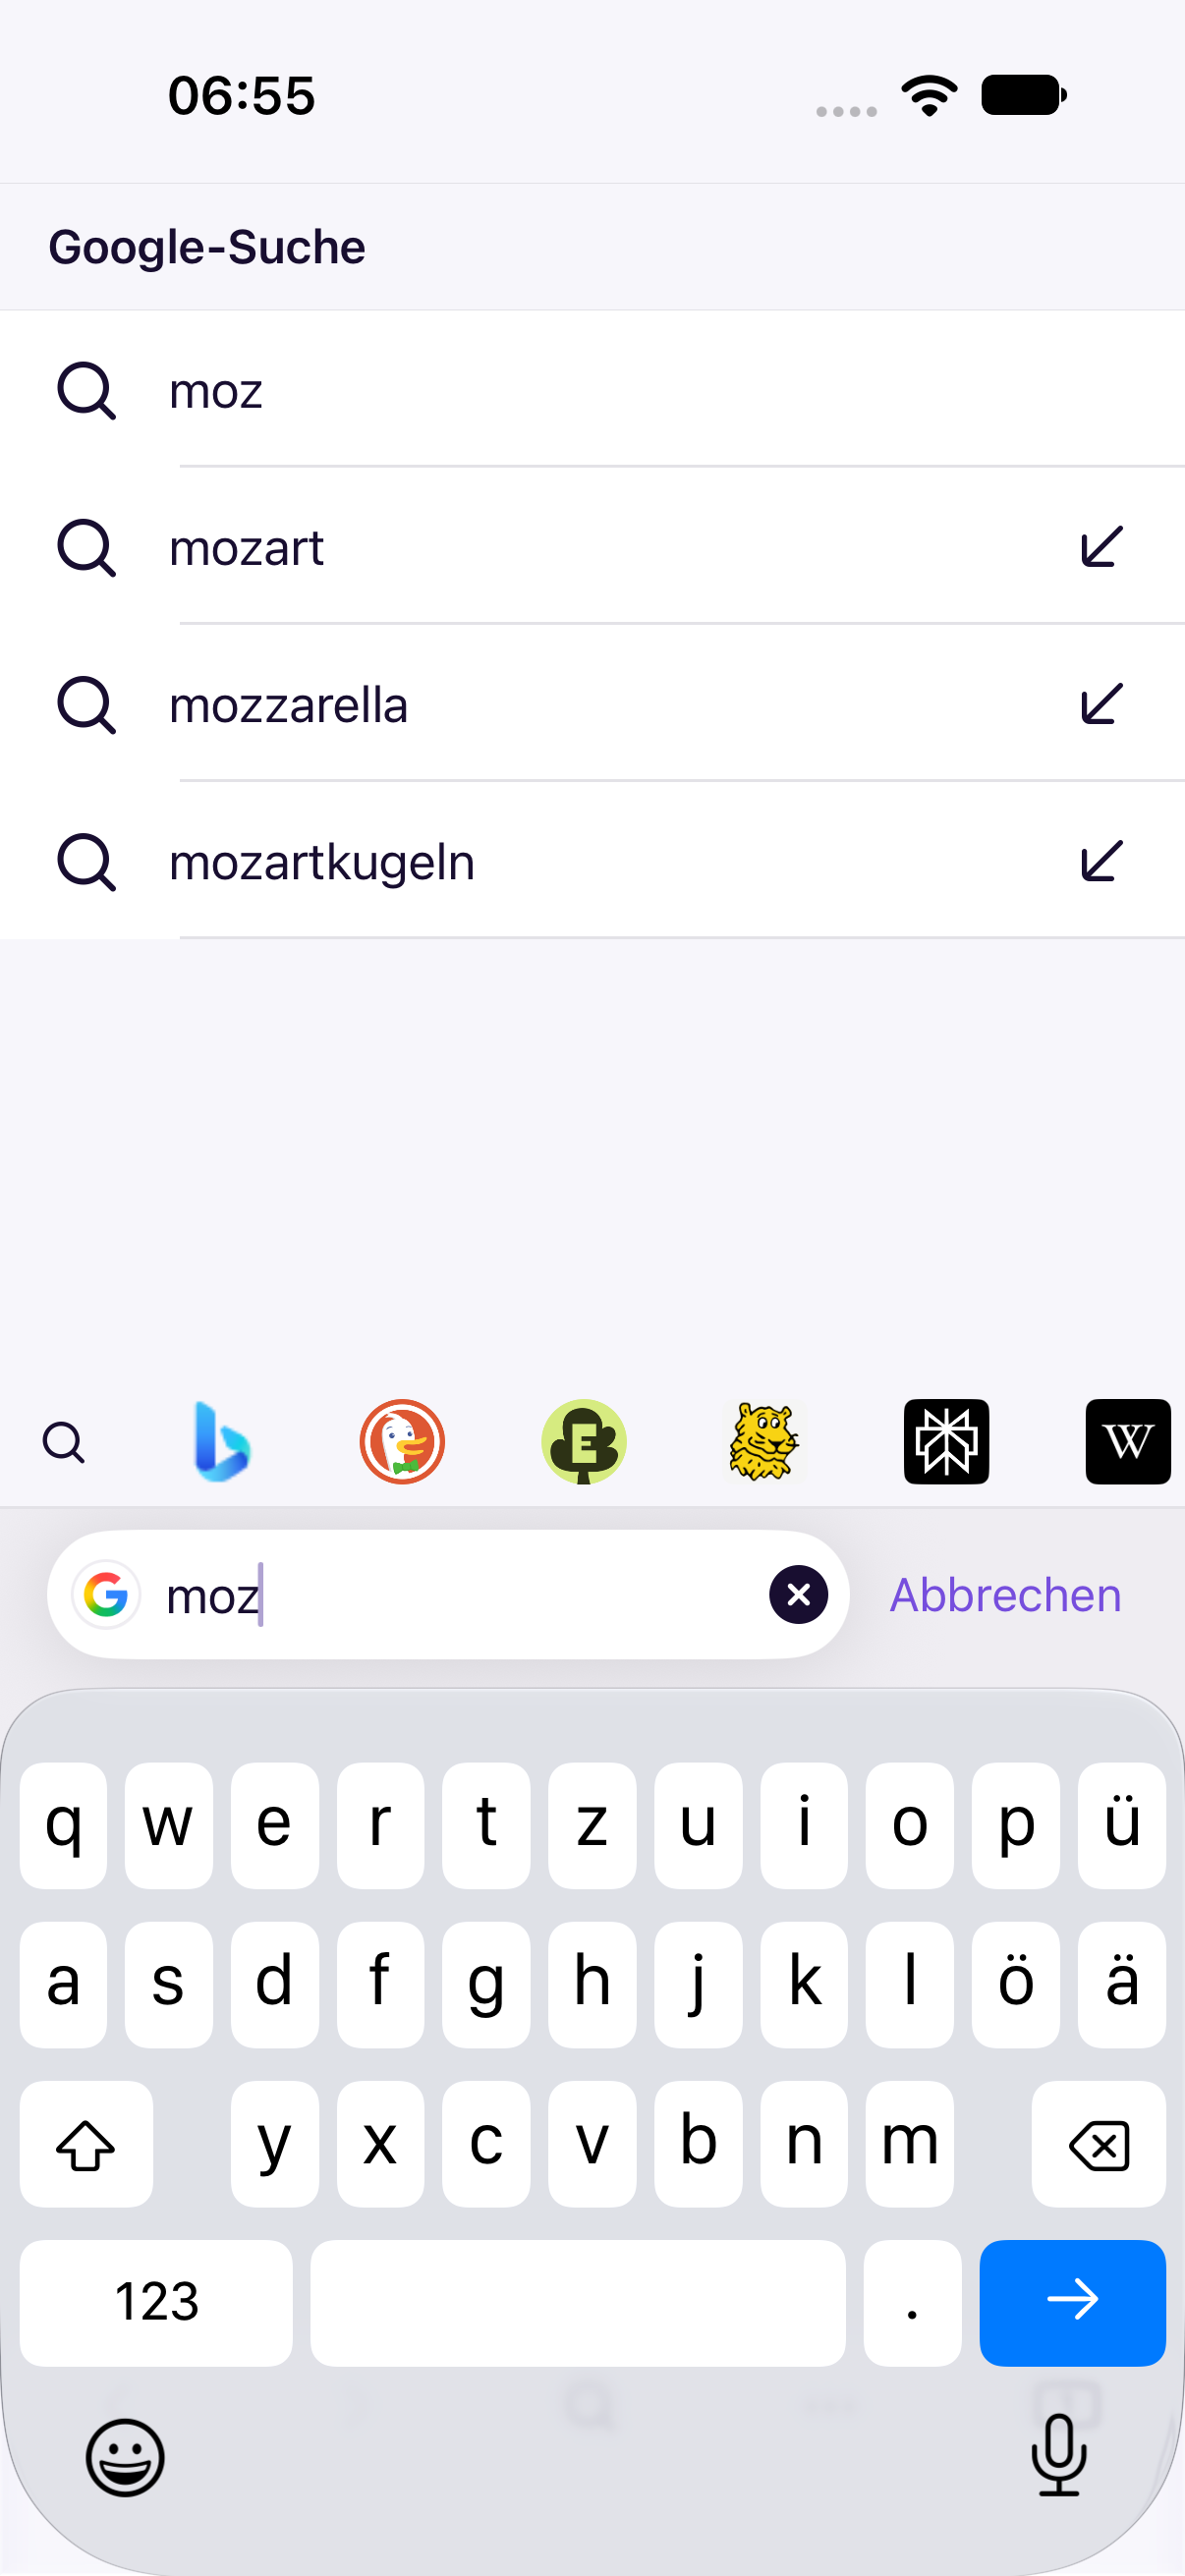 06:55
Google-Suche
moz
mozart
mozzarella
mozartkugeln
E
W
G moz Abbrechen
q w e r t z u i o p ü
a s d f g h j k l ö ä
y x c v b n m
123 .